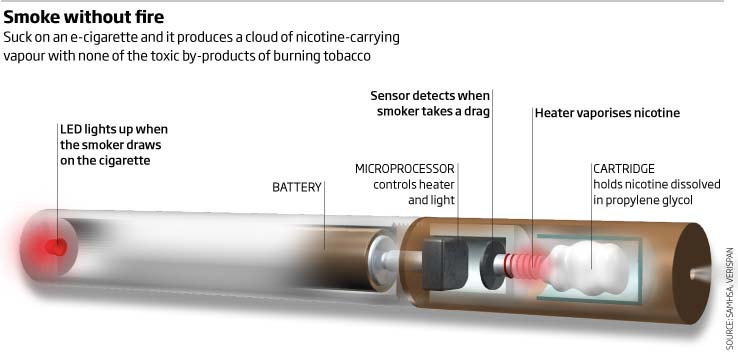 Smoke without fire
Suck on an e-cigarette and it produces a cloud of nicotine-carrying
vapour with none of the toxic by-products of burning tobacco
LED lights up when
the smoker draws
on the cigarette
BATTERY
MICROPROCESSOR
controls heater
and light
Sensor detects when
smoker takes a drag
Heater vaporises nicotine
CARTRIDGE
holds nicotine dissolved
in propylene glycol
SOURCE: SAMHSA, VERISPAN